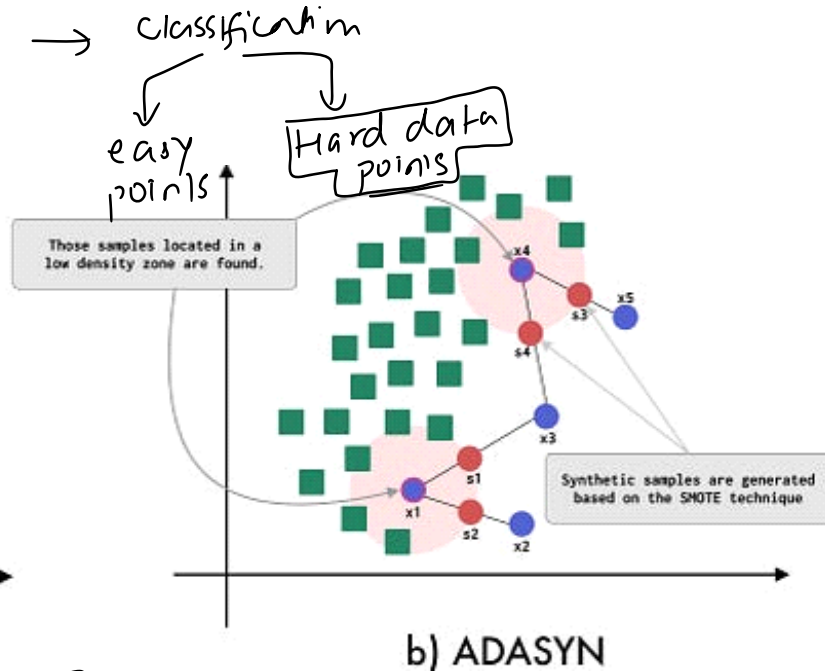 → classification
easy
points
Hard data
points
Those samples located in a
low density zone are found.
x4
s3
x5
s4
x3
s1
x1
s2
x2
Synthetic samples are generated
based on the SMOTE technique
b) ADASYN